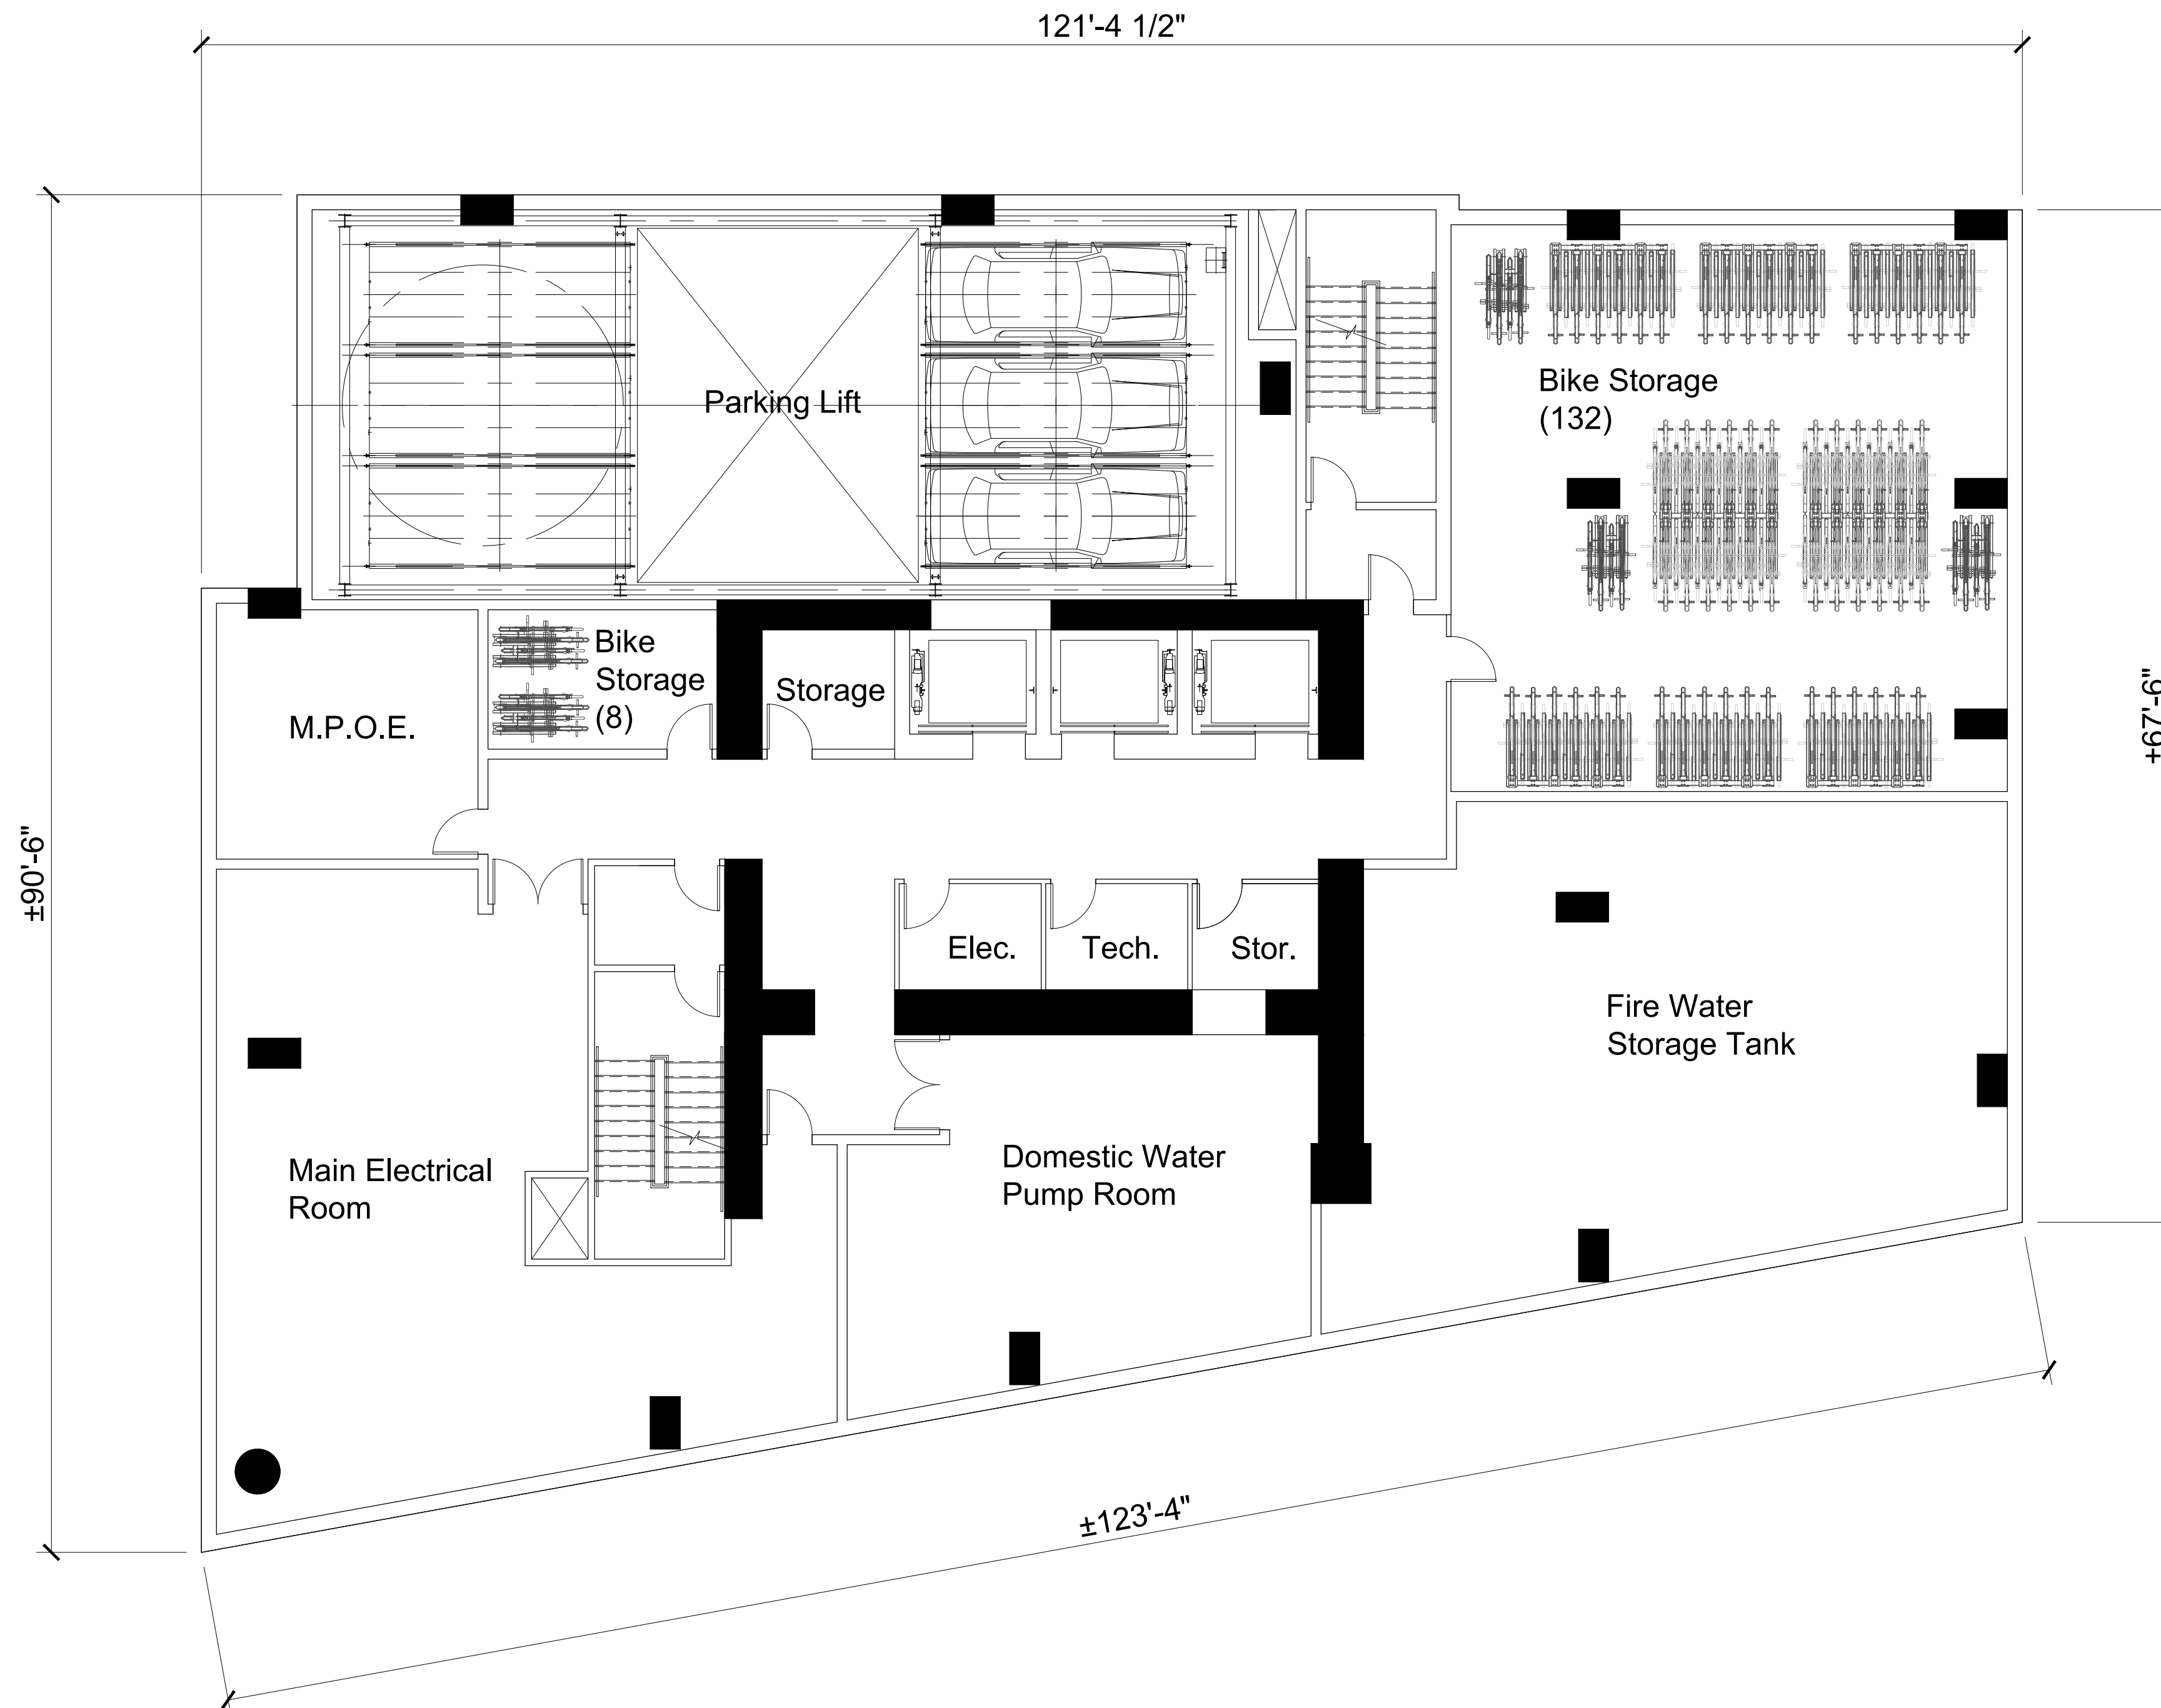 121'-4 1/2"
Parking Lift
Bike Storage
(132)
Bike
Storage
(8)
Storage
M.P.O.E.
±67'-6"
±90'-6"
Elec.
Tech.
Stor.
Fire Water
Storage Tank
Main Electrical
Room
Domestic Water
Pump Room
±123'-4"